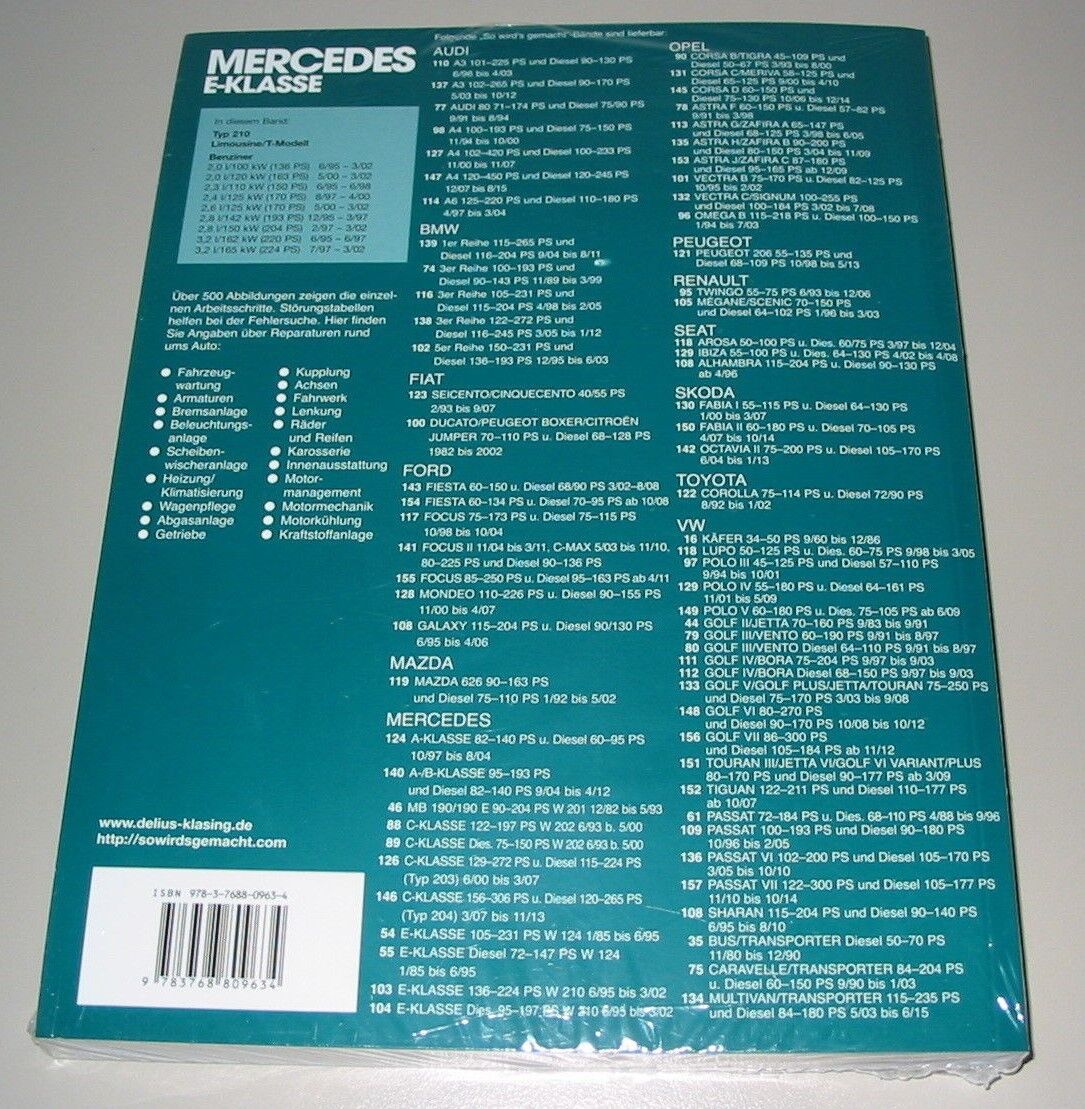 MERCEDES
E-KLASSE
In diesem Band:
Typ 210
Limousine/T-Modell
Benziner
2,0 l/100 kW (136 PS) 6/95 – 3/02
2,0 l/120 kW (163 PS) 5/00 – 3/02
2,3 l/110 kW (150 PS) 6/95 – 6/98
2,4 l/125 kW (170 PS) 8/97 – 4/00
2,6 l/125 kW (170 PS) 5/00 – 3/02
2,8 l/142 kW (193 PS) 12/95 – 3/97
2,8 l/150 kW (204 PS) 2/97 – 3/02
3,2 l/162 kW (220 PS) 6/95 – 6/97
3,2 l/165 kW (224 PS) 7/97 – 3/02
Über 500 Abbildungen zeigen die einzel-
nen Arbeitsschritte. Störungstabellen
helfen bei der Fehlersuche. Hier finden
Sie Angaben über Reparaturen rund
ums Auto:
● Fahrzeug-
wartung
● Armaturen
● Bremsanlage
● Beleuchtungs-
anlage
● Scheiben-
wischeranlage
● Heizung/
Klimatisierung
● Wagenpflege
● Abgasanlage
● Getriebe
● Kupplung
● Achsen
● Fahrwerk
● Lenkung
● Räder
und Reifen
● Karosserie
● Innenausstattung
● Motor-
management
● Motormechanik
● Motorkühlung
● Kraftstoffanlage
www.delius-klasing.de
http://sowirdsgemacht.com
ISBN 978-3-7688-0963-4
9 783768 809634
Folgende „So wird's gemacht"-Bände sind lieferbar:
AUDI
110 A3 101–225 PS und Diesel 90–130 PS
6/96 bis 4/03
137 A3 102–265 PS und Diesel 90–170 PS
5/03 bis 10/12
77 AUDI 80 71–174 PS und Diesel 75/90 PS
9/91 bis 8/94
98 A4 100–193 PS und Diesel 75–150 PS
11/94 bis 10/00
127 A4 102–420 PS und Diesel 100–233 PS
11/00 bis 11/07
147 A4 120–450 PS und Diesel 120–245 PS
12/07 bis 8/15
114 A6 125–220 PS und Diesel 110–180 PS
4/97 bis 3/04
BMW
139 1er Reihe 115–265 PS und
Diesel 116–204 PS 9/04 bis 8/11
74 3er Reihe 100–193 PS und
Diesel 90–143 PS 11/89 bis 3/99
116 3er Reihe 105–231 PS und
Diesel 115–204 PS 4/98 bis 2/05
138 3er Reihe 122–272 PS und
Diesel 116–245 PS 3/05 bis 1/12
102 5er Reihe 150–231 PS und
Diesel 136–193 PS 12/95 bis 6/03
FIAT
123 SEICENTO/CINQUECENTO 40/55 PS
2/93 bis 9/07
100 DUCATO/PEUGEOT BOXER/CITROËN
JUMPER 70–110 PS u. Diesel 68–128 PS
1982 bis 2002
FORD
143 FIESTA 60–150 u. Diesel 68/90 PS 3/02–8/08
154 FIESTA 60–134 PS u. Diesel 70–95 PS ab 10/08
117 FOCUS 75–173 PS u. Diesel 75–115 PS
10/98 bis 10/04
141 FOCUS II 11/04 bis 3/11, C-MAX 5/03 bis 11/10,
80–225 PS und Diesel 90–136 PS
155 FOCUS 85–250 PS u. Diesel 95–163 PS ab 4/11
128 MONDEO 110–226 PS u. Diesel 90–155 PS
11/00 bis 4/07
108 GALAXY 115–204 PS u. Diesel 90/130 PS
6/95 bis 4/06
MAZDA
119 MAZDA 626 90–163 PS
und Diesel 75–110 PS 1/92 bis 5/02
MERCEDES
124 A-KLASSE 82–140 PS u. Diesel 60–95 PS
10/97 bis 8/04
140 A-/B-KLASSE 95–193 PS
und Diesel 82–140 PS 9/04 bis 4/12
46 MB 190/190 E 90–204 PS W 201 12/82 bis 5/93
88 C-KLASSE 122–197 PS W 202 6/93 b. 5/00
89 C-KLASSE Dies. 75–150 PS W 202 6/93 b. 5/00
126 C-KLASSE 129–272 PS u. Diesel 115–224 PS
(Typ 203) 6/00 bis 3/07
146 C-KLASSE 156–306 PS u. Diesel 120–265 PS
(Typ 204) 3/07 bis 11/13
54 E-KLASSE 105–231 PS W 124 1/85 bis 6/95
55 E-KLASSE Diesel 72–147 PS W 124
1/85 bis 6/95
103 E-KLASSE 136–224 PS W 210 6/95 bis 3/02
104 E-KLASSE Dies. 95–197 PS W 210 6/95 bis 3/02
OPEL
90 CORSA B/TIGRA 45–109 PS und
Diesel 50–67 PS 3/93 bis 8/00
131 CORSA C/MERIVA 58–125 PS und
Diesel 65–125 PS 9/00 bis 4/10
145 CORSA D 60–150 PS und
Diesel 75–130 PS 10/06 bis 12/14
78 ASTRA F 60–150 PS u. Diesel 57–82 PS
9/91 bis 3/98
113 ASTRA G/ZAFIRA A 65–147 PS
und Diesel 68–125 PS 3/98 bis 6/05
135 ASTRA H/ZAFIRA B 90–200 PS
und Diesel 80–150 PS 3/04 bis 11/09
153 ASTRA J/ZAFIRA C 87–180 PS
und Diesel 95–165 PS ab 12/09
101 VECTRA B 75–170 PS u. Diesel 82–125 PS
10/95 bis 2/02
132 VECTRA C/SIGNUM 100–255 PS
und Diesel 100–184 PS 3/02 bis 7/08
96 OMEGA B 115–218 PS u. Diesel 100–150 PS
1/94 bis 7/03
PEUGEOT
121 PEUGEOT 206 55–135 PS und
Diesel 68–109 PS 10/98 bis 5/13
RENAULT
95 TWINGO 55–75 PS 6/93 bis 12/06
105 MÉGANE/SCENIC 70–150 PS
und Diesel 64–102 PS 1/96 bis 3/03
SEAT
118 AROSA 50–100 PS u. Dies. 60/75 PS 3/97 bis 12/04
129 IBIZA 55–100 PS u. Dies. 64–130 PS 4/02 bis 4/08
108 ALHAMBRA 115–204 PS u. Diesel 90–130 PS
ab 4/96
SKODA
130 FABIA I 55–115 PS u. Diesel 64–130 PS
1/00 bis 3/07
150 FABIA II 60–180 PS u. Diesel 70–105 PS
4/07 bis 10/14
142 OCTAVIA II 75–200 PS u. Diesel 105–170 PS
6/04 bis 1/13
TOYOTA
122 COROLLA 75–114 PS u. Diesel 72/90 PS
8/92 bis 1/02
VW
16 KÄFER 34–50 PS 9/60 bis 12/86
118 LUPO 50–125 PS u. Dies. 60–75 PS 9/98 bis 3/05
97 POLO III 45–125 PS und Diesel 57–110 PS
9/94 bis 10/01
129 POLO IV 55–180 PS u. Diesel 64–161 PS
11/01 bis 5/09
149 POLO V 60–180 PS u. Dies. 75–105 PS ab 6/09
44 GOLF II/JETTA 70–160 PS 9/83 bis 9/91
79 GOLF III/VENTO 60–190 PS 9/91 bis 8/97
80 GOLF III/VENTO Diesel 64–110 PS 9/91 bis 8/97
111 GOLF IV/BORA 75–204 PS 9/97 bis 9/03
112 GOLF IV/BORA Diesel 68–150 PS 9/97 bis 9/03
133 GOLF V/GOLF PLUS/JETTA/TOURAN 75–250 PS
und Diesel 75–170 PS 3/03 bis 9/08
148 GOLF VI 80–270 PS
und Diesel 90–170 PS 10/08 bis 10/12
156 GOLF VII 86–300 PS
und Diesel 105–184 PS ab 11/12
151 TOURAN III/JETTA VI/GOLF VI VARIANT/PLUS
80–170 PS und Diesel 90–177 PS ab 3/09
152 TIGUAN 122–211 PS und Diesel 110–177 PS
ab 10/07
61 PASSAT 72–184 PS u. Dies. 68–110 PS 4/88 bis 9/96
109 PASSAT 100–193 PS und Diesel 90–180 PS
10/96 bis 2/05
136 PASSAT VI 102–200 PS und Diesel 105–170 PS
3/05 bis 10/10
157 PASSAT VII 122–300 PS und Diesel 105–177 PS
11/10 bis 10/14
108 SHARAN 115–204 PS und Diesel 90–140 PS
6/95 bis 8/10
35 BUS/TRANSPORTER Diesel 50–70 PS
11/80 bis 12/90
75 CARAVELLE/TRANSPORTER 84–204 PS
u. Diesel 60–150 PS 9/90 bis 1/03
134 MULTIVAN/TRANSPORTER 115–235 PS
und Diesel 84–180 PS 5/03 bis 6/15